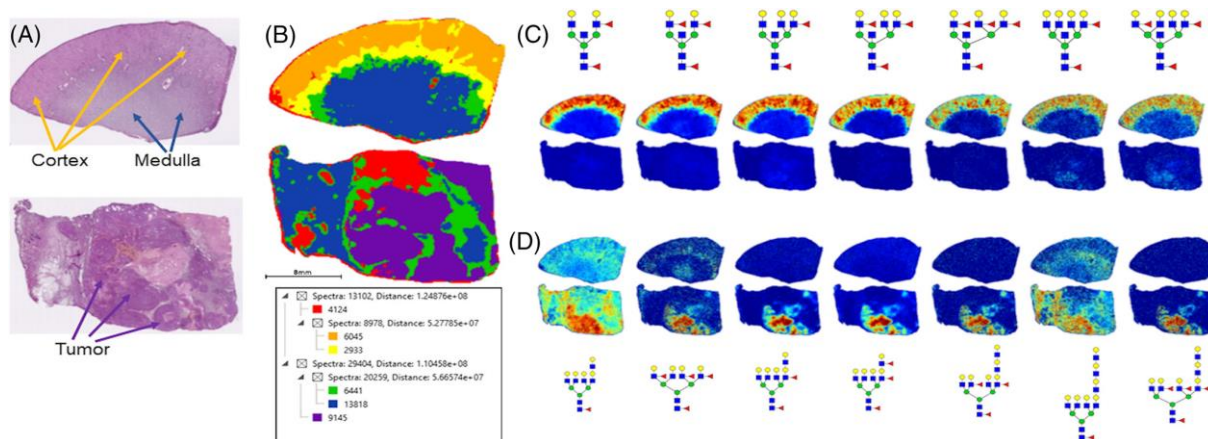 (A)
Cortex
Medulla
Tumor
(B)
8mm
Spectra: 13102, Distance: 1.24876e+08
4124
Spectra: 8978, Distance: 5.27785e+07
6045
2933
Spectra: 29404, Distance: 1.10458e+08
Spectra: 20259, Distance: 5.66574e+07
6441
13818
9145
(C)
(D)